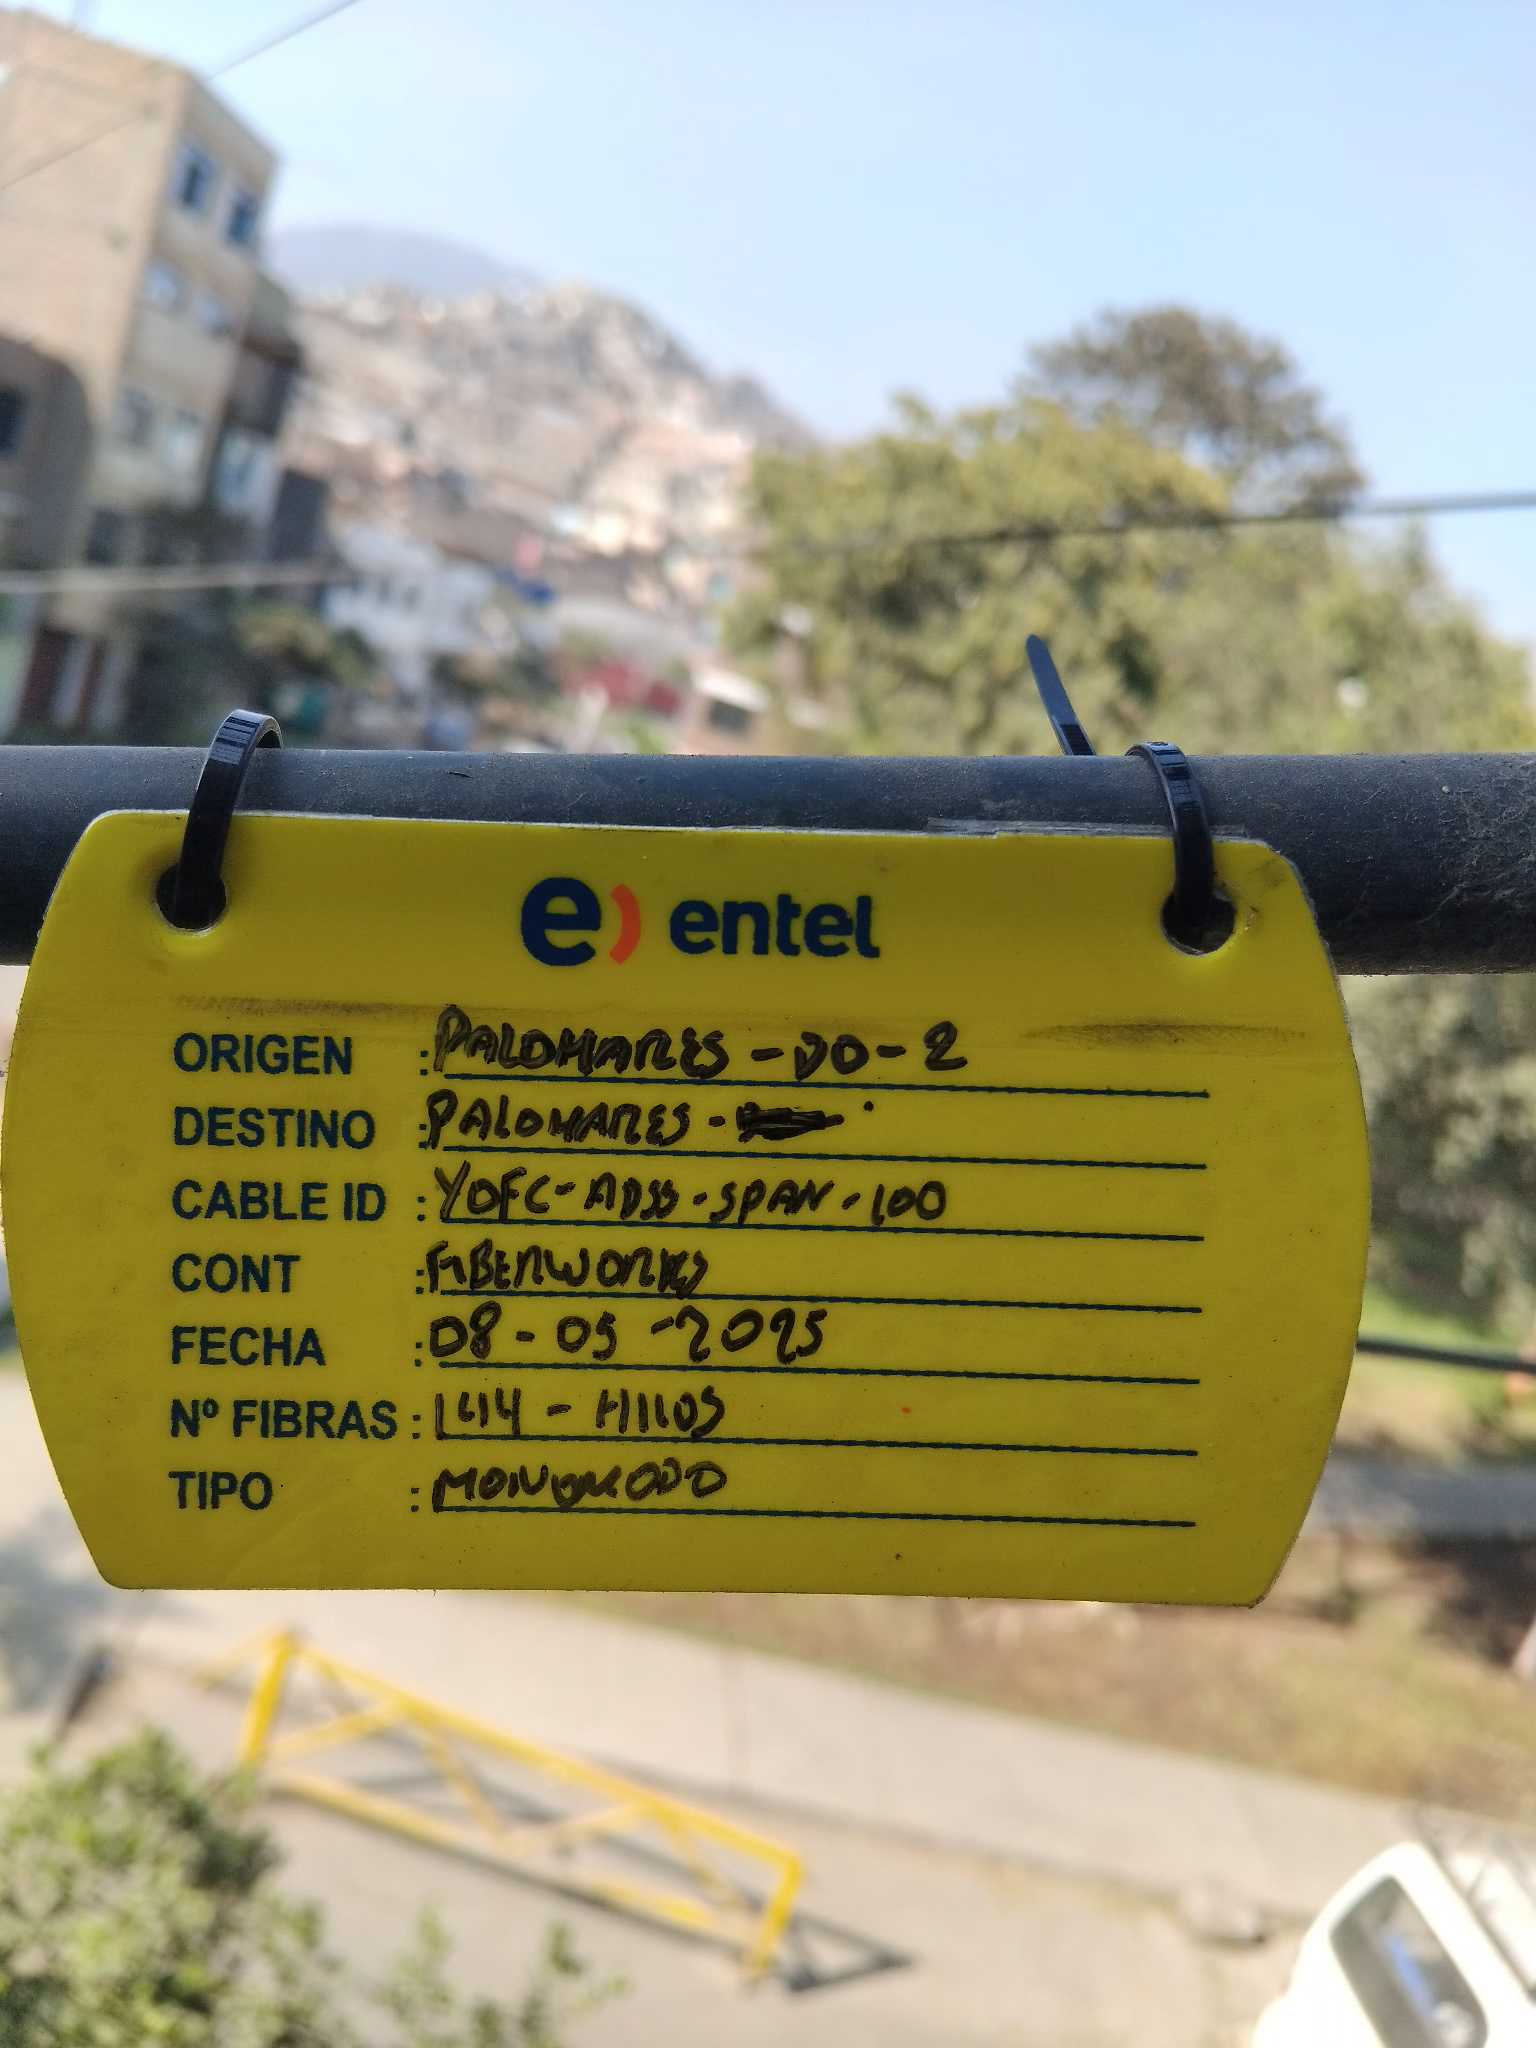 e) entel
ORIGEN : PALOMARES - DO - 2
DESTINO : PALOMARES -
CABLE ID : YOFC - ADSS - SPAN - 100
CONT : FIBERWORKS
FECHA : 08 - 05 - 2025
Nº FIBRAS : 144 - HILOS
TIPO : MONOMODO